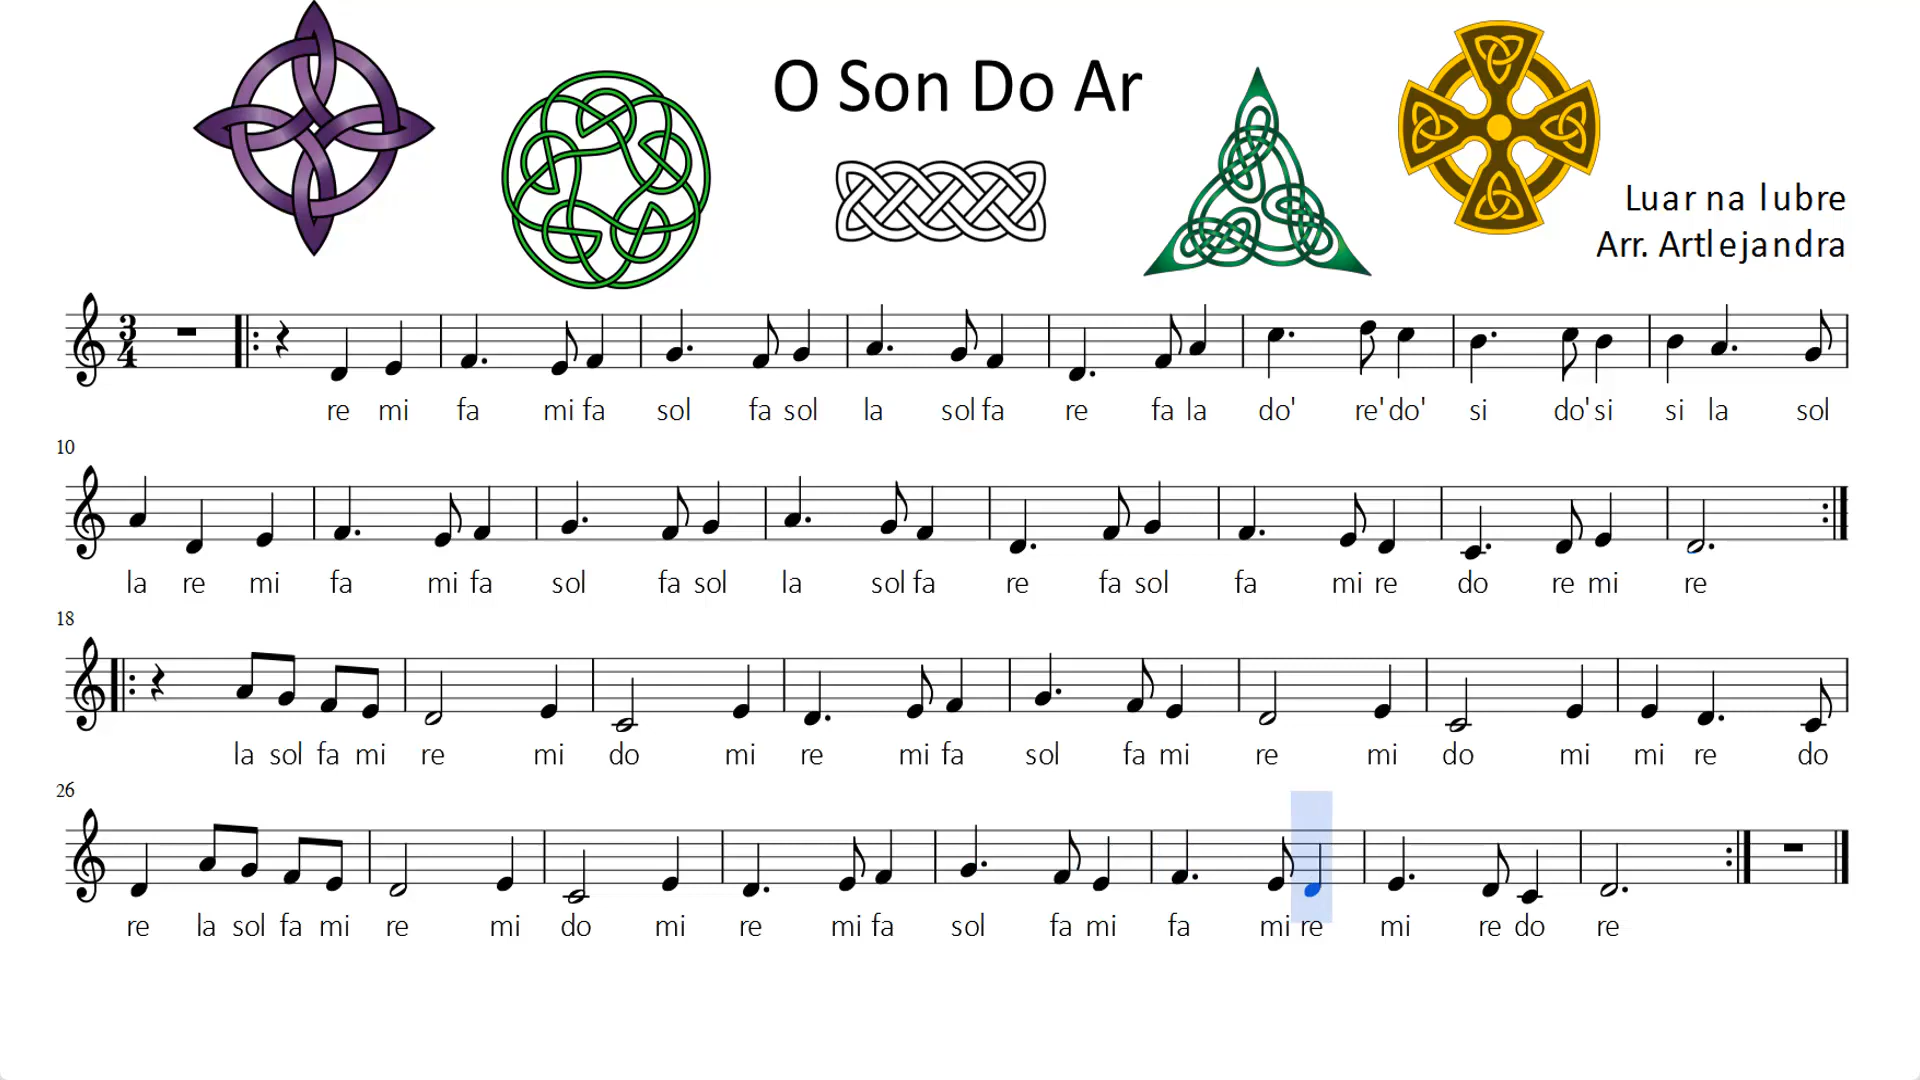 O Son Do Ar
Luar na lubre
Arr. Artlejandra
3
4
re mi fa mi fa sol fa sol la sol fa re fa la do' re' do' si do' si si la sol
10
la re mi fa mi fa sol fa sol la sol fa re fa sol fa mi re do re mi re
18
la sol fa mi re mi do mi re mi fa sol fa mi re mi do mi mi re do
26
re la sol fa mi re mi do mi re mi fa sol fa mi fa mi re mi re do re